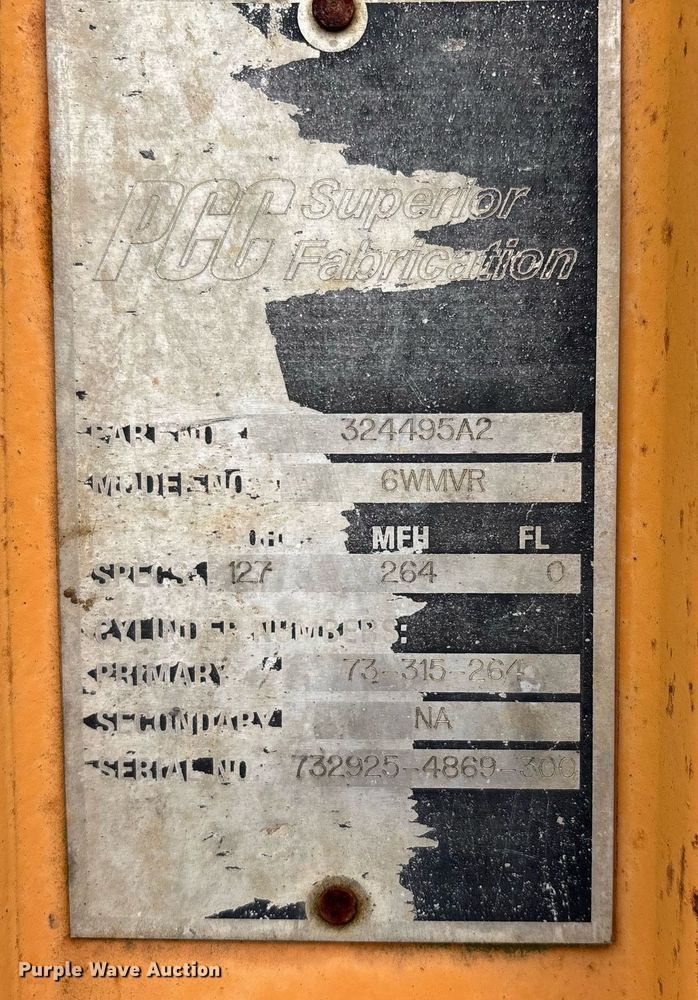 PCC Superior
Fabrication
PART NO. 324495A2
MODEL NO. 6WMVR
MFH FL
SPECS 127 264 0
CYLINDER NUMBERS:
PRIMARY 73-315-264
SECONDARY NA
SERIAL NO. 732925-4869-300
Purple Wave Auction